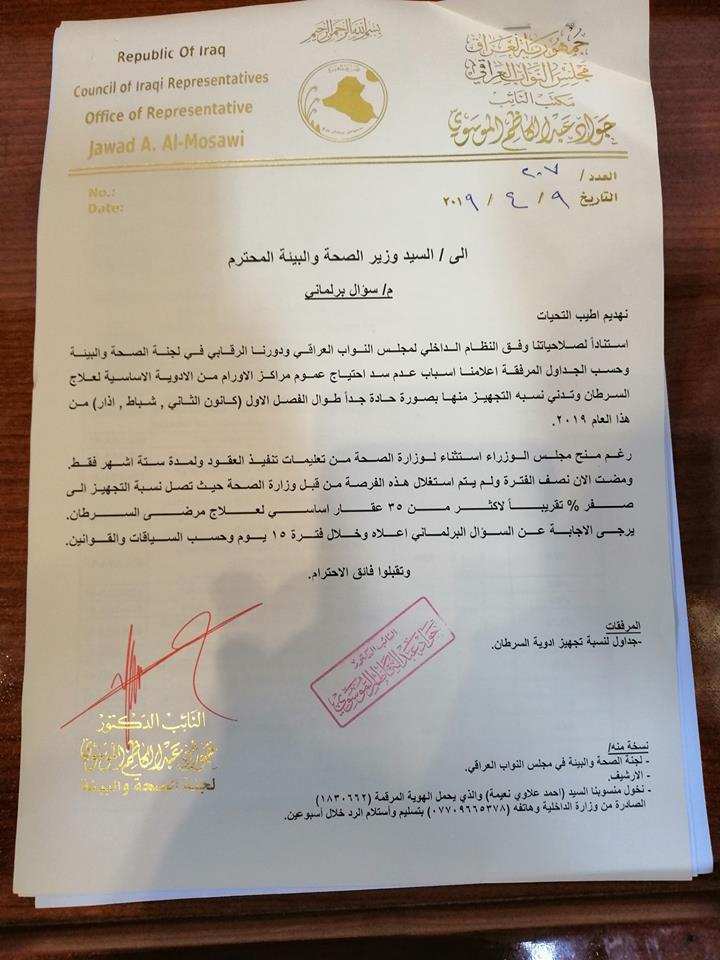 بسم الله الرحمن الرحيم
Republic Of Iraq
Council of Iraqi Representatives
Office of Representative
Jawad A. Al-Mosawi
جمهورية العراق
مجلس النواب العراقي
مكتب النائب
جواد عبد الكاظم الموسوي
No.:
Date:
العدد / ٢٠٧
التاريخ ٩ / ٤ / ٢٠١٩
الى / السيد وزير الصحة والبيئة المحترم
م/ سؤال برلماني
نهديم اطيب التحيات
استناداً لصلاحياتنا وفق النظام الداخلي لمجلس النواب العراقي ودورنا الرقابي في لجنة الصحة والبيئة
وحسب الجداول المرفقة اعلامنا اسباب عدم سد احتياج عموم مراكز الاورام من الادوية الاساسية لعلاج
السرطان وتدني نسبه التجهيز منها بصورة حادة جداً طوال الفصل الاول (كانون الثاني , شباط , اذار) من
هذا العام ٢٠١٩.
رغم منح مجلس الوزراء استثناء لوزارة الصحة من تعليمات تنفيذ العقود ولمدة ستة اشهر فقط.
ومضت الان نصف الفترة ولم يتم استغلال هذه الفرصة من قبل وزارة الصحة حيث تصل نسبة التجهيز الى
صفر % تقريباً لاكثر من ٣٥ عقار اساسي لعلاج مرضى السرطان.
يرجى الاجابة عن السؤال البرلماني اعلاه وخلال فترة ١٥ يوم وحسب السياقات والقوانين.
وتقبلوا فائق الاحترام.
المرفقات
-جداول لنسبة تجهيز ادوية السرطان.
النائب الدكتور
جواد عبد الكاظم الموسوي
النائب الدكتور
جواد عبد الكاظم الموسوي
لجنة الصحة والبيئة
نسخة منه/
- لجنة الصحة والبيئة في مجلس النواب العراقي.
- الارشيف.
- نخول منسوبنا السيد (احمد علاوي نعيمة) والذي يحمل الهوية المرقمة (١٨٣٠٦٦٢)
الصادرة من وزارة الداخلية وهاتفه (٠٧٧٠٩٦٦٥٣٧٨) بتسليم وأستلام الرد خلال أسبوعين.